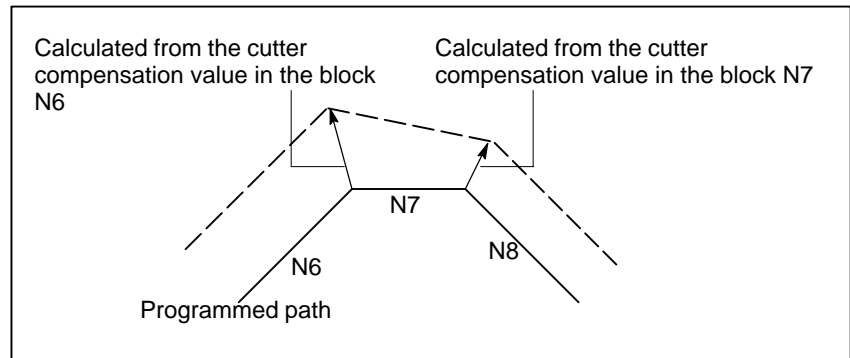 Calculated from the cutter
compensation value in the block
N6
Calculated from the cutter
compensation value in the block N7
N7
N6
N8
Programmed path